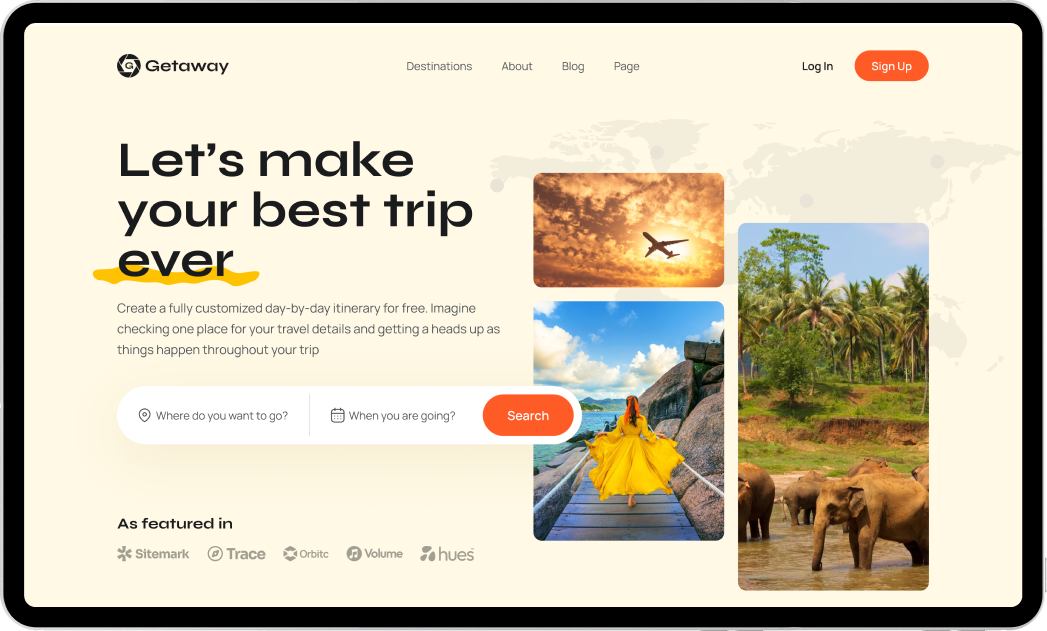 Getaway
Destinations About Blog Page
Log In Sign Up
Let's make
your best trip
ever
Create a fully customized day-by-day itinerary for free. Imagine
checking one place for your travel details and getting a heads up as
things happen throughout your trip
Where do you want to go? When you are going? Search
As featured in
Sitemark Trace Orbitc Volume hues